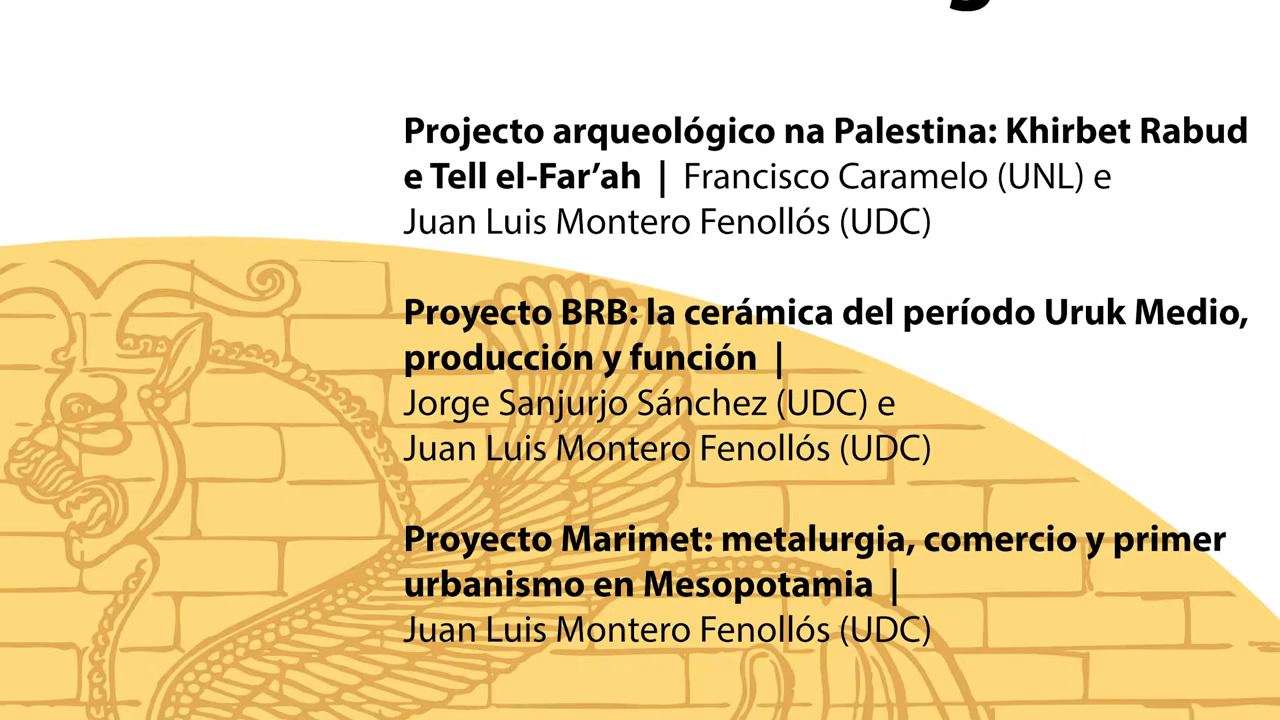 Projecto arqueológico na Palestina: Khirbet Rabud
e Tell el-Far’ah | Francisco Caramelo (UNL) e
Juan Luis Montero Fenollós (UDC)
Proyecto BRB: la cerámica del período Uruk Medio,
producción y función |
Jorge Sanjurjo Sánchez (UDC) e
Juan Luis Montero Fenollós (UDC)
Proyecto Marimet: metalurgia, comercio y primer
urbanismo en Mesopotamia |
Juan Luis Montero Fenollós (UDC)